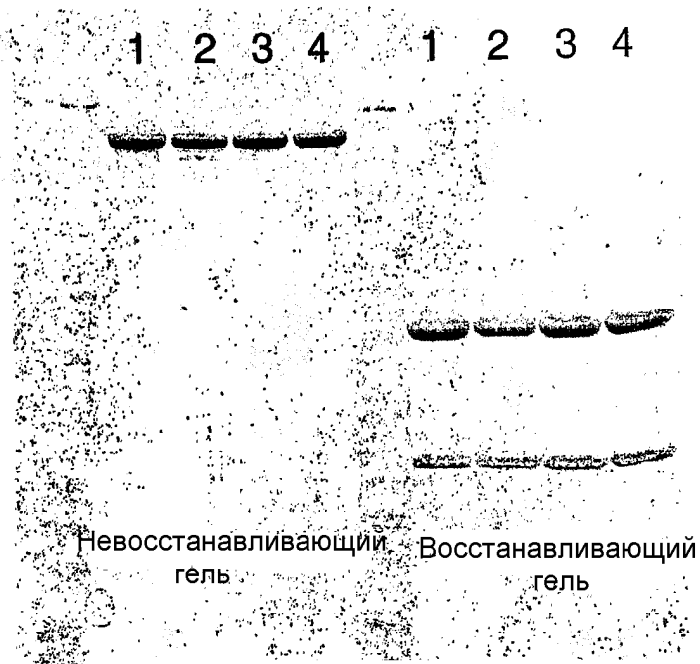 1 2 3 4 1 2 3 4
Невосстанавливающий
гель
Восстанавливающий
гель